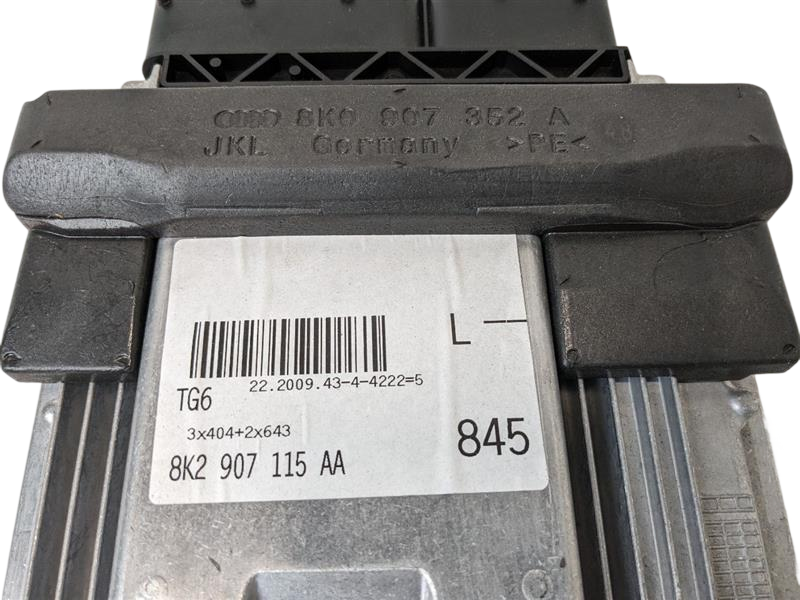 8K0 907 352 A
JKL Germany >PE<
L ——
22.2009.43-4-4222=5
TG6
3x404+2x643
845
8K2 907 115 AA